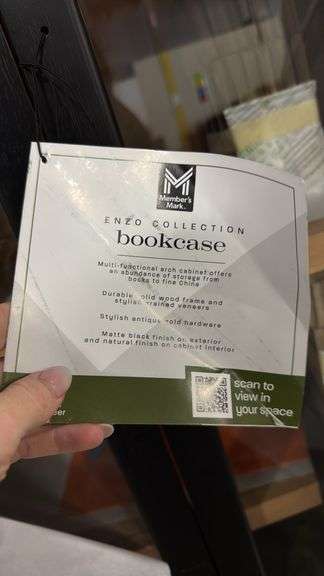 M
Member's
Mark.
ENZO COLLECTION
bookcase
Multi-functional arch cabinet offers
an abundance of storage from
books to fine China
Durable solid wood frame and
stylish grained veneers
Stylish antique gold hardware
Matte black finish on exterior
and natural finish on cabinet interior
scan to
view in
your space